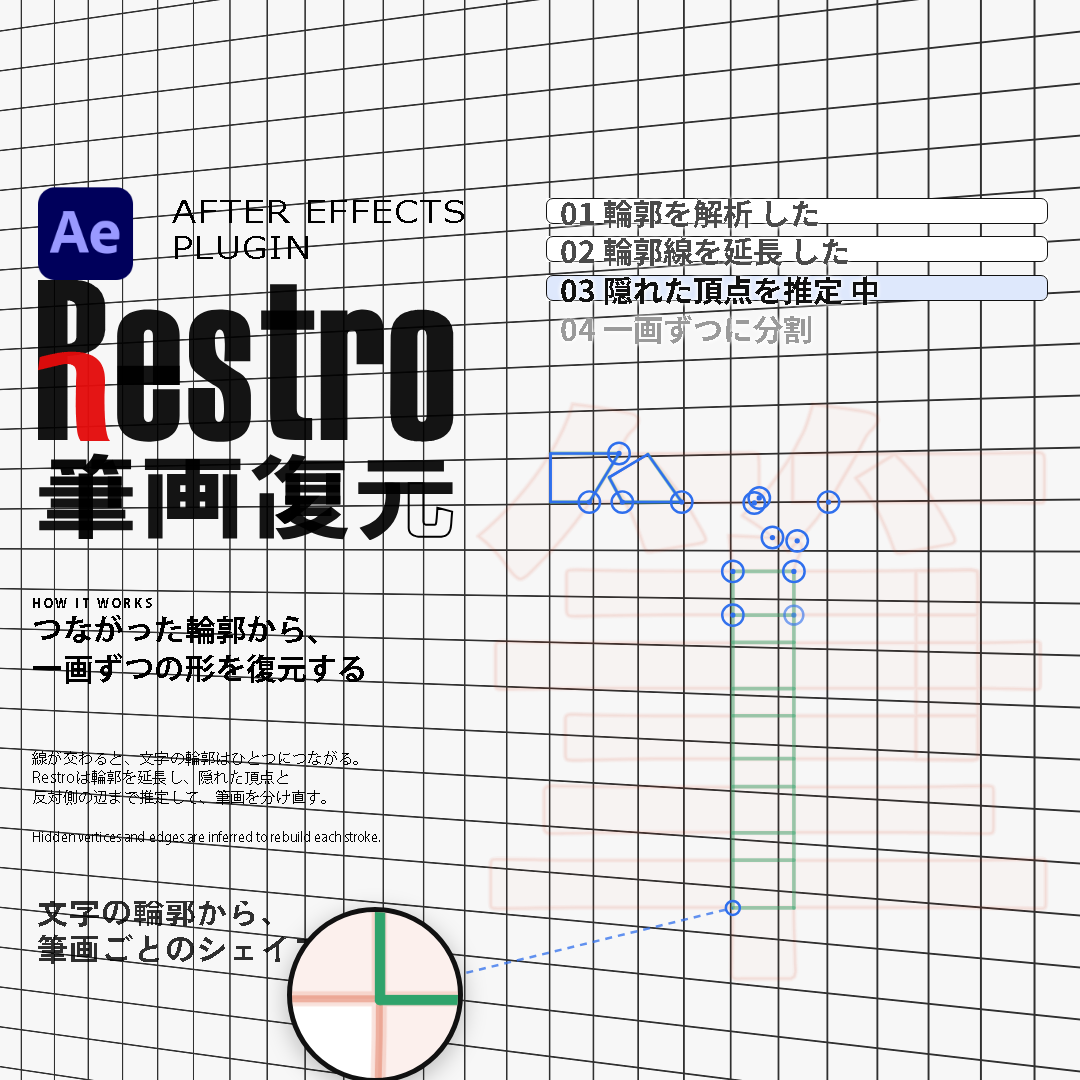 Ae
AFTER EFFECTS
PLUGIN
Restro
筆画復元
01 輪郭を解析 した
02 輪郭線を延長 した
03 隠れた頂点を推定 中
04 一画ずつに分割
HOW IT WORKS
つながった輪郭から、
一画ずつの形を復元する
線が交わると、文字の輪郭はひとつにつながる。
Restroは輪郭を延長し、隠れた頂点と
反対側の辺まで推定して、筆画を分け直す。
Hidden vertices and edges are inferred to rebuild each stroke.
文字の輪郭から、
筆画ごとのシェイ